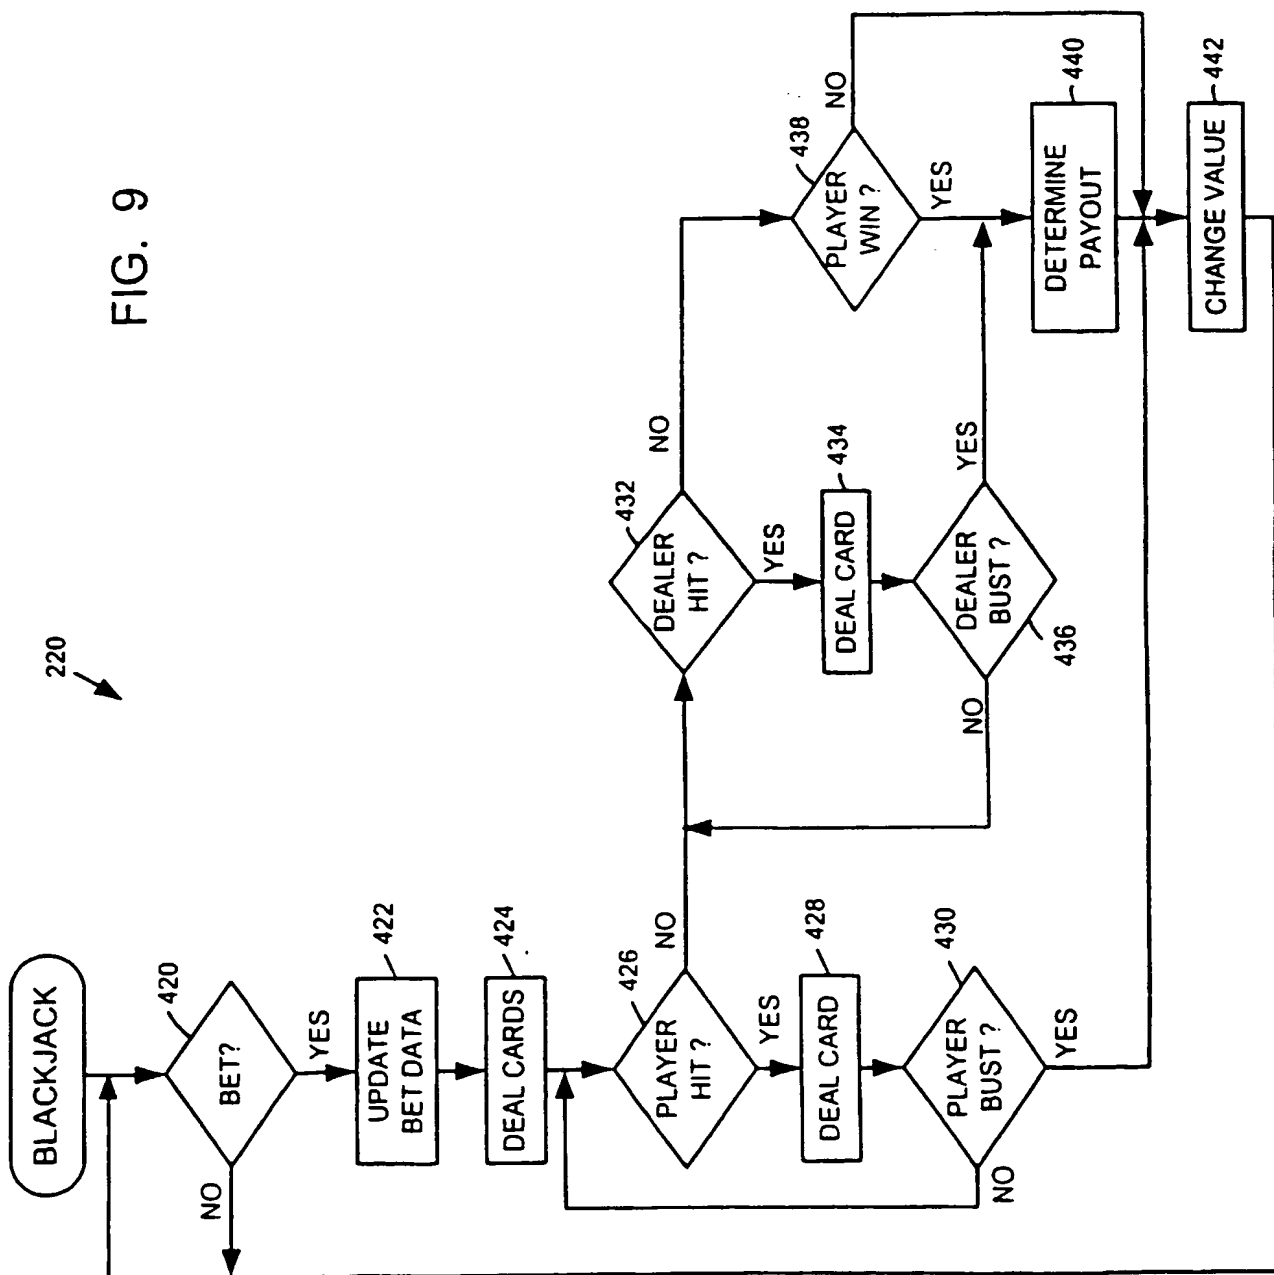 FIG. 9
220
BLACKJACK
420
BET?
NO
YES
422
UPDATE
BET DATA
424
DEAL CARDS
426
PLAYER
HIT ?
NO
YES
428
DEAL CARD
430
PLAYER
BUST ?
NO
YES
432
DEALER
HIT ?
NO
YES
434
DEAL CARD
DEALER
BUST ?
436
NO
YES
438
PLAYER
WIN ?
NO
YES
440
DETERMINE
PAYOUT
442
CHANGE VALUE